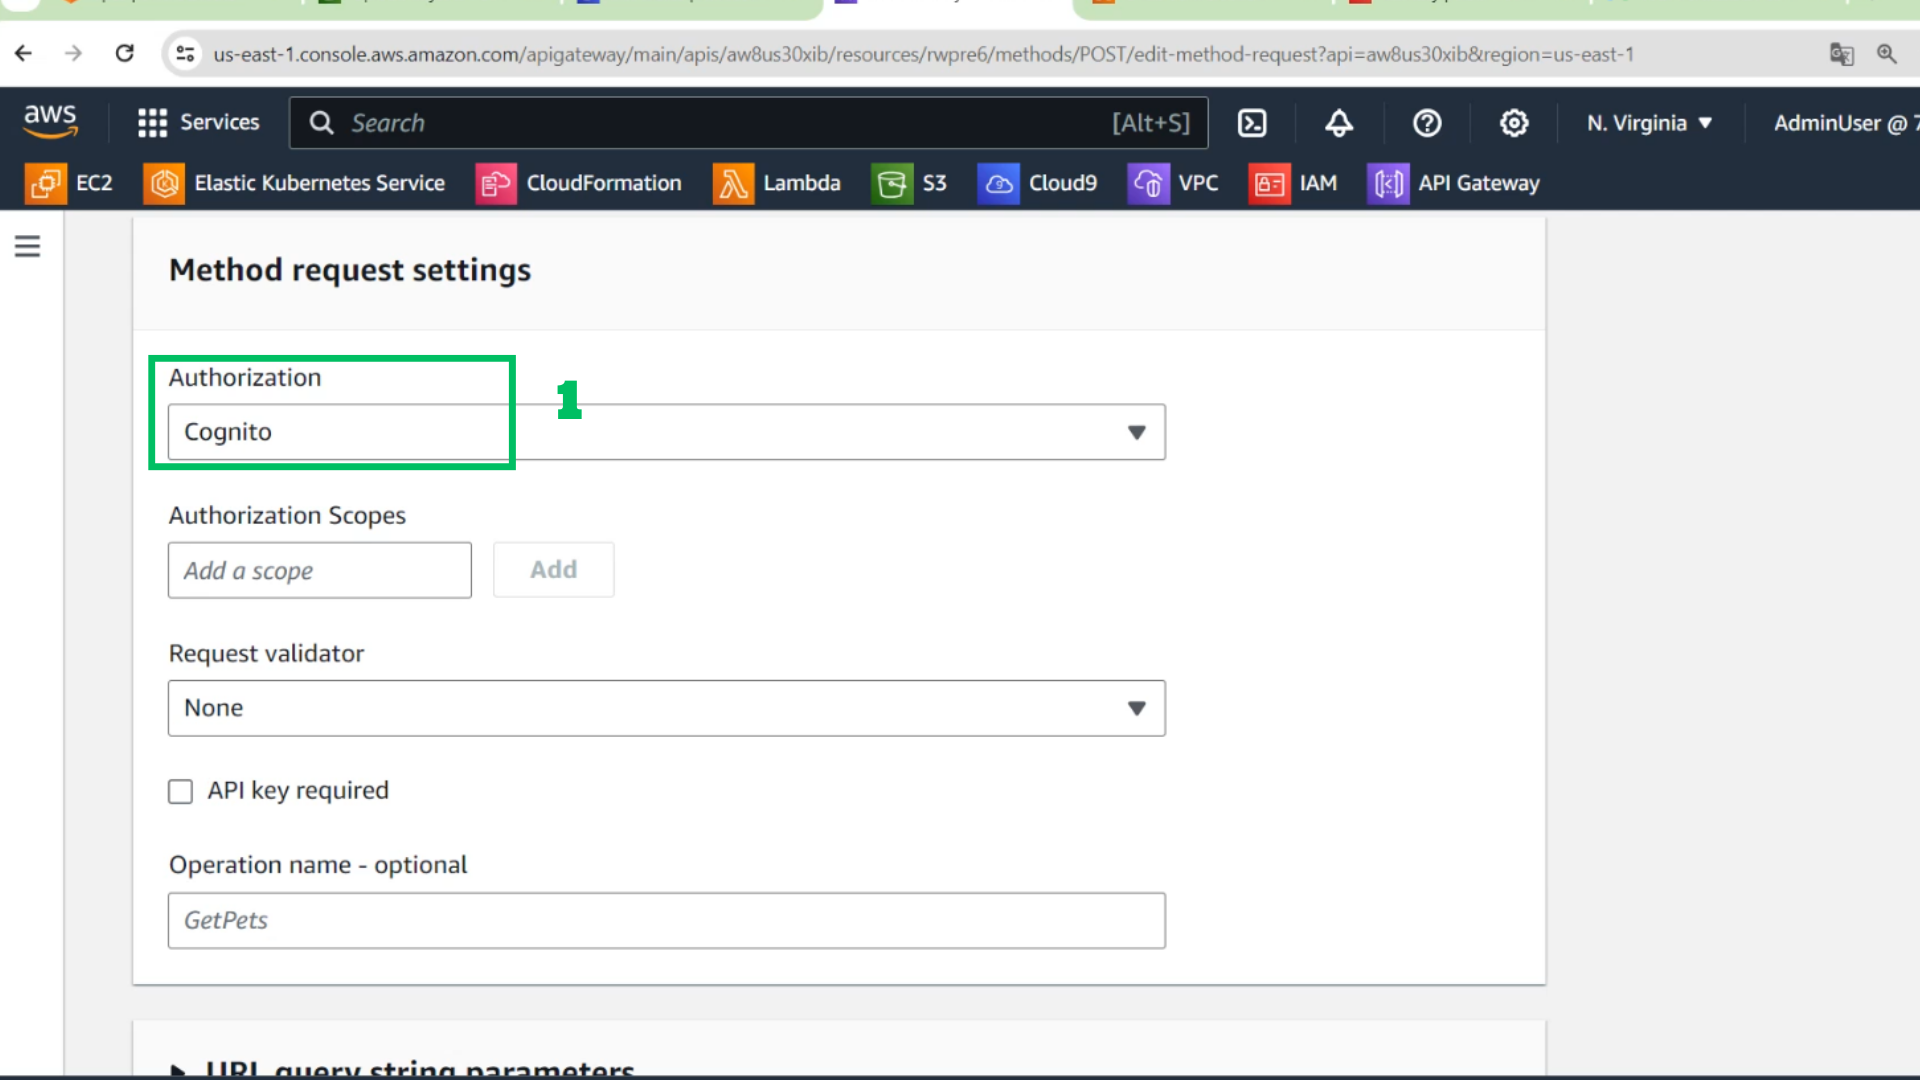 us-east-1.console.aws.amazon.com/apigateway/main/apis/aw8us30xib/resources/rwpre6/methods/POST/edit-method-request?api=aw8us30xib&region=us-east-1
aws Services Search [Alt+S] N. Virginia AdminUser @ 7
EC2 Elastic Kubernetes Service CloudFormation Lambda S3 Cloud9 VPC IAM API Gateway
Method request settings
Authorization
1
Cognito
Authorization Scopes
Add a scope Add
Request validator
None
API key required
Operation name - optional
GetPets
URL query string parameters